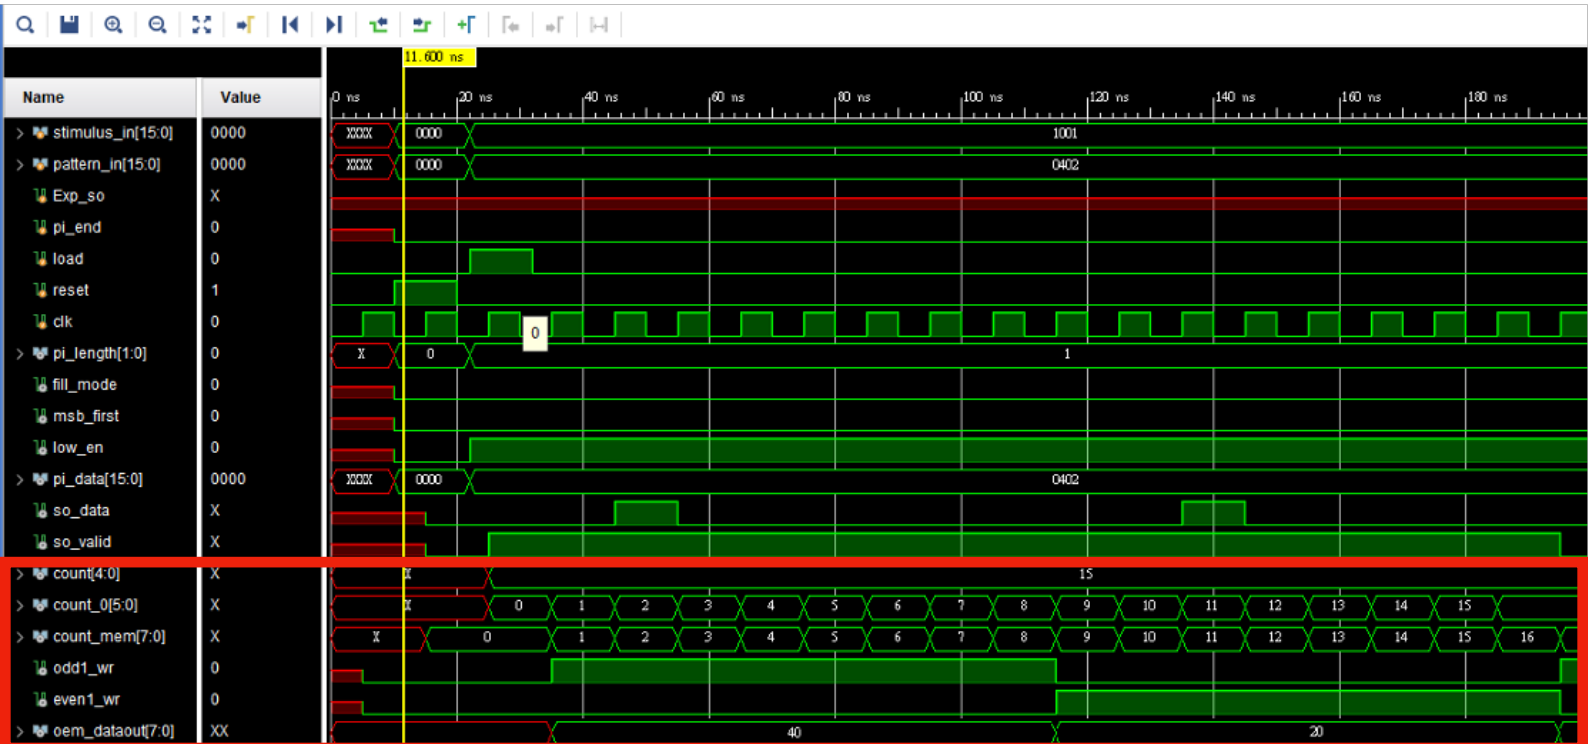 11.600 ns
Name Value 0 ns 20 ns 40 ns 60 ns 80 ns 100 ns 120 ns 140 ns 160 ns 180 ns
stimulus_in[15:0] 0000 XXXX 0000 1001
pattern_in[15:0] 0000 XXXX 0000 0402
Exp_so X
pi_end 0
load 0
reset 1
clk 0 0
pi_length[1:0] 0 X 0 1
fill_mode 0
msb_first 0
low_en 0
pi_data[15:0] 0000 XXXX 0000 0402
so_data X
so_valid X
count[4:0] X X 15
count_0[5:0] X X 0 1 2 3 4 5 6 7 8 9 10 11 12 13 14 15
count_mem[7:0] X X 0 1 2 3 4 5 6 7 8 9 10 11 12 13 14 15 16
odd1_wr 0
even1_wr 0
oem_dataout[7:0] XX 40 20